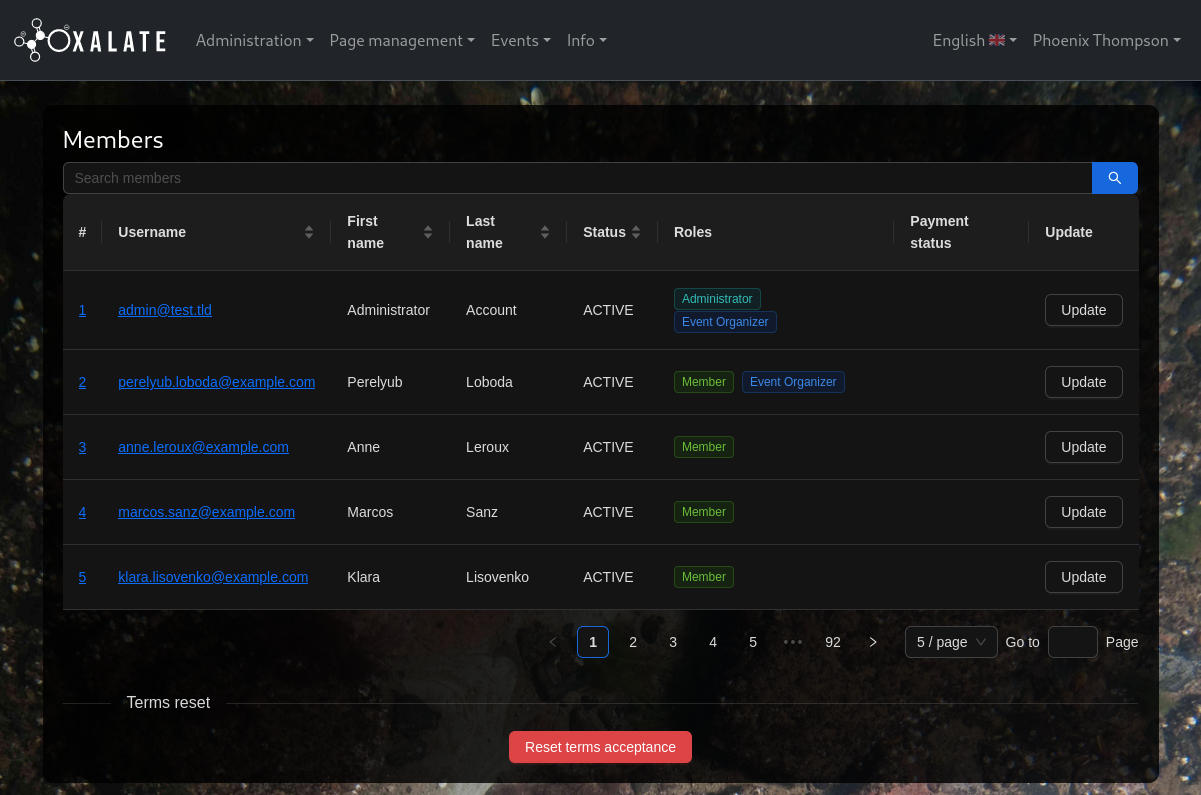 OXALATE Administration Page management Events Info English Phoenix Thompson
Members
Search members
# Username First name Last name Status Roles Payment status Update
1 admin@test.tld Administrator Account ACTIVE Administrator Event Organizer Update
2 perelyub.loboda@example.com Perelyub Loboda ACTIVE Member Event Organizer Update
3 anne.leroux@example.com Anne Leroux ACTIVE Member Update
4 marcos.sanz@example.com Marcos Sanz ACTIVE Member Update
5 klara.lisovenko@example.com Klara Lisovenko ACTIVE Member Update
1 2 3 4 5 ••• 92 5 / page Go to Page
Terms reset
Reset terms acceptance